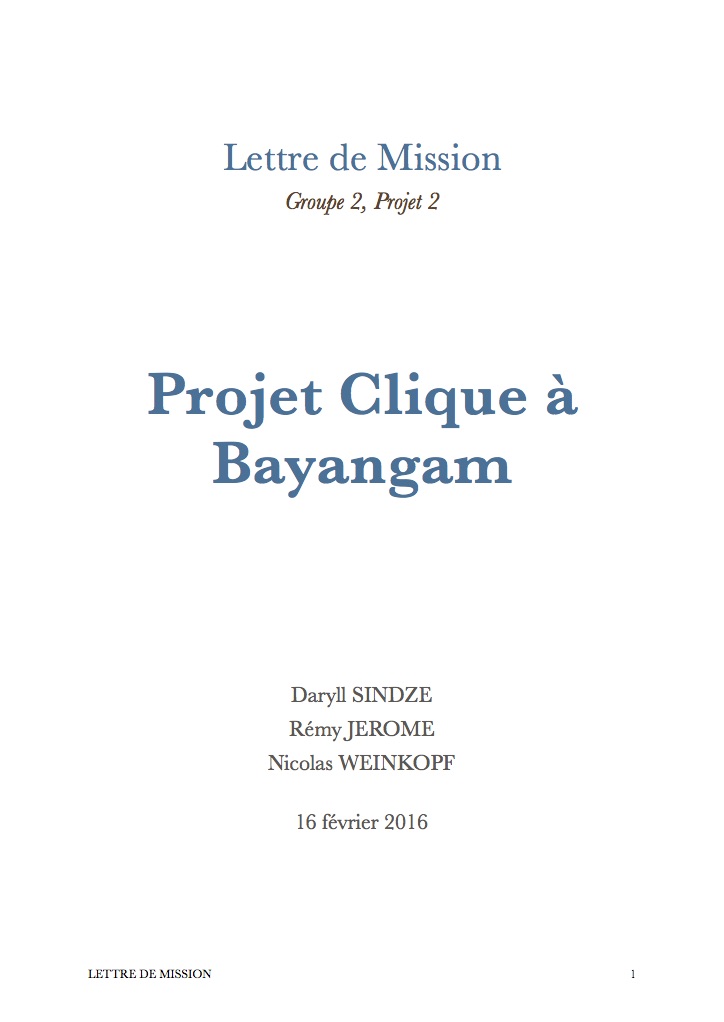 Lettre de Mission
Groupe 2, Projet 2
Projet Clique à
Bayangam
Daryll SINDZE
Rémy JEROME
Nicolas WEINKOPF
16 février 2016
LETTRE DE MISSION 1